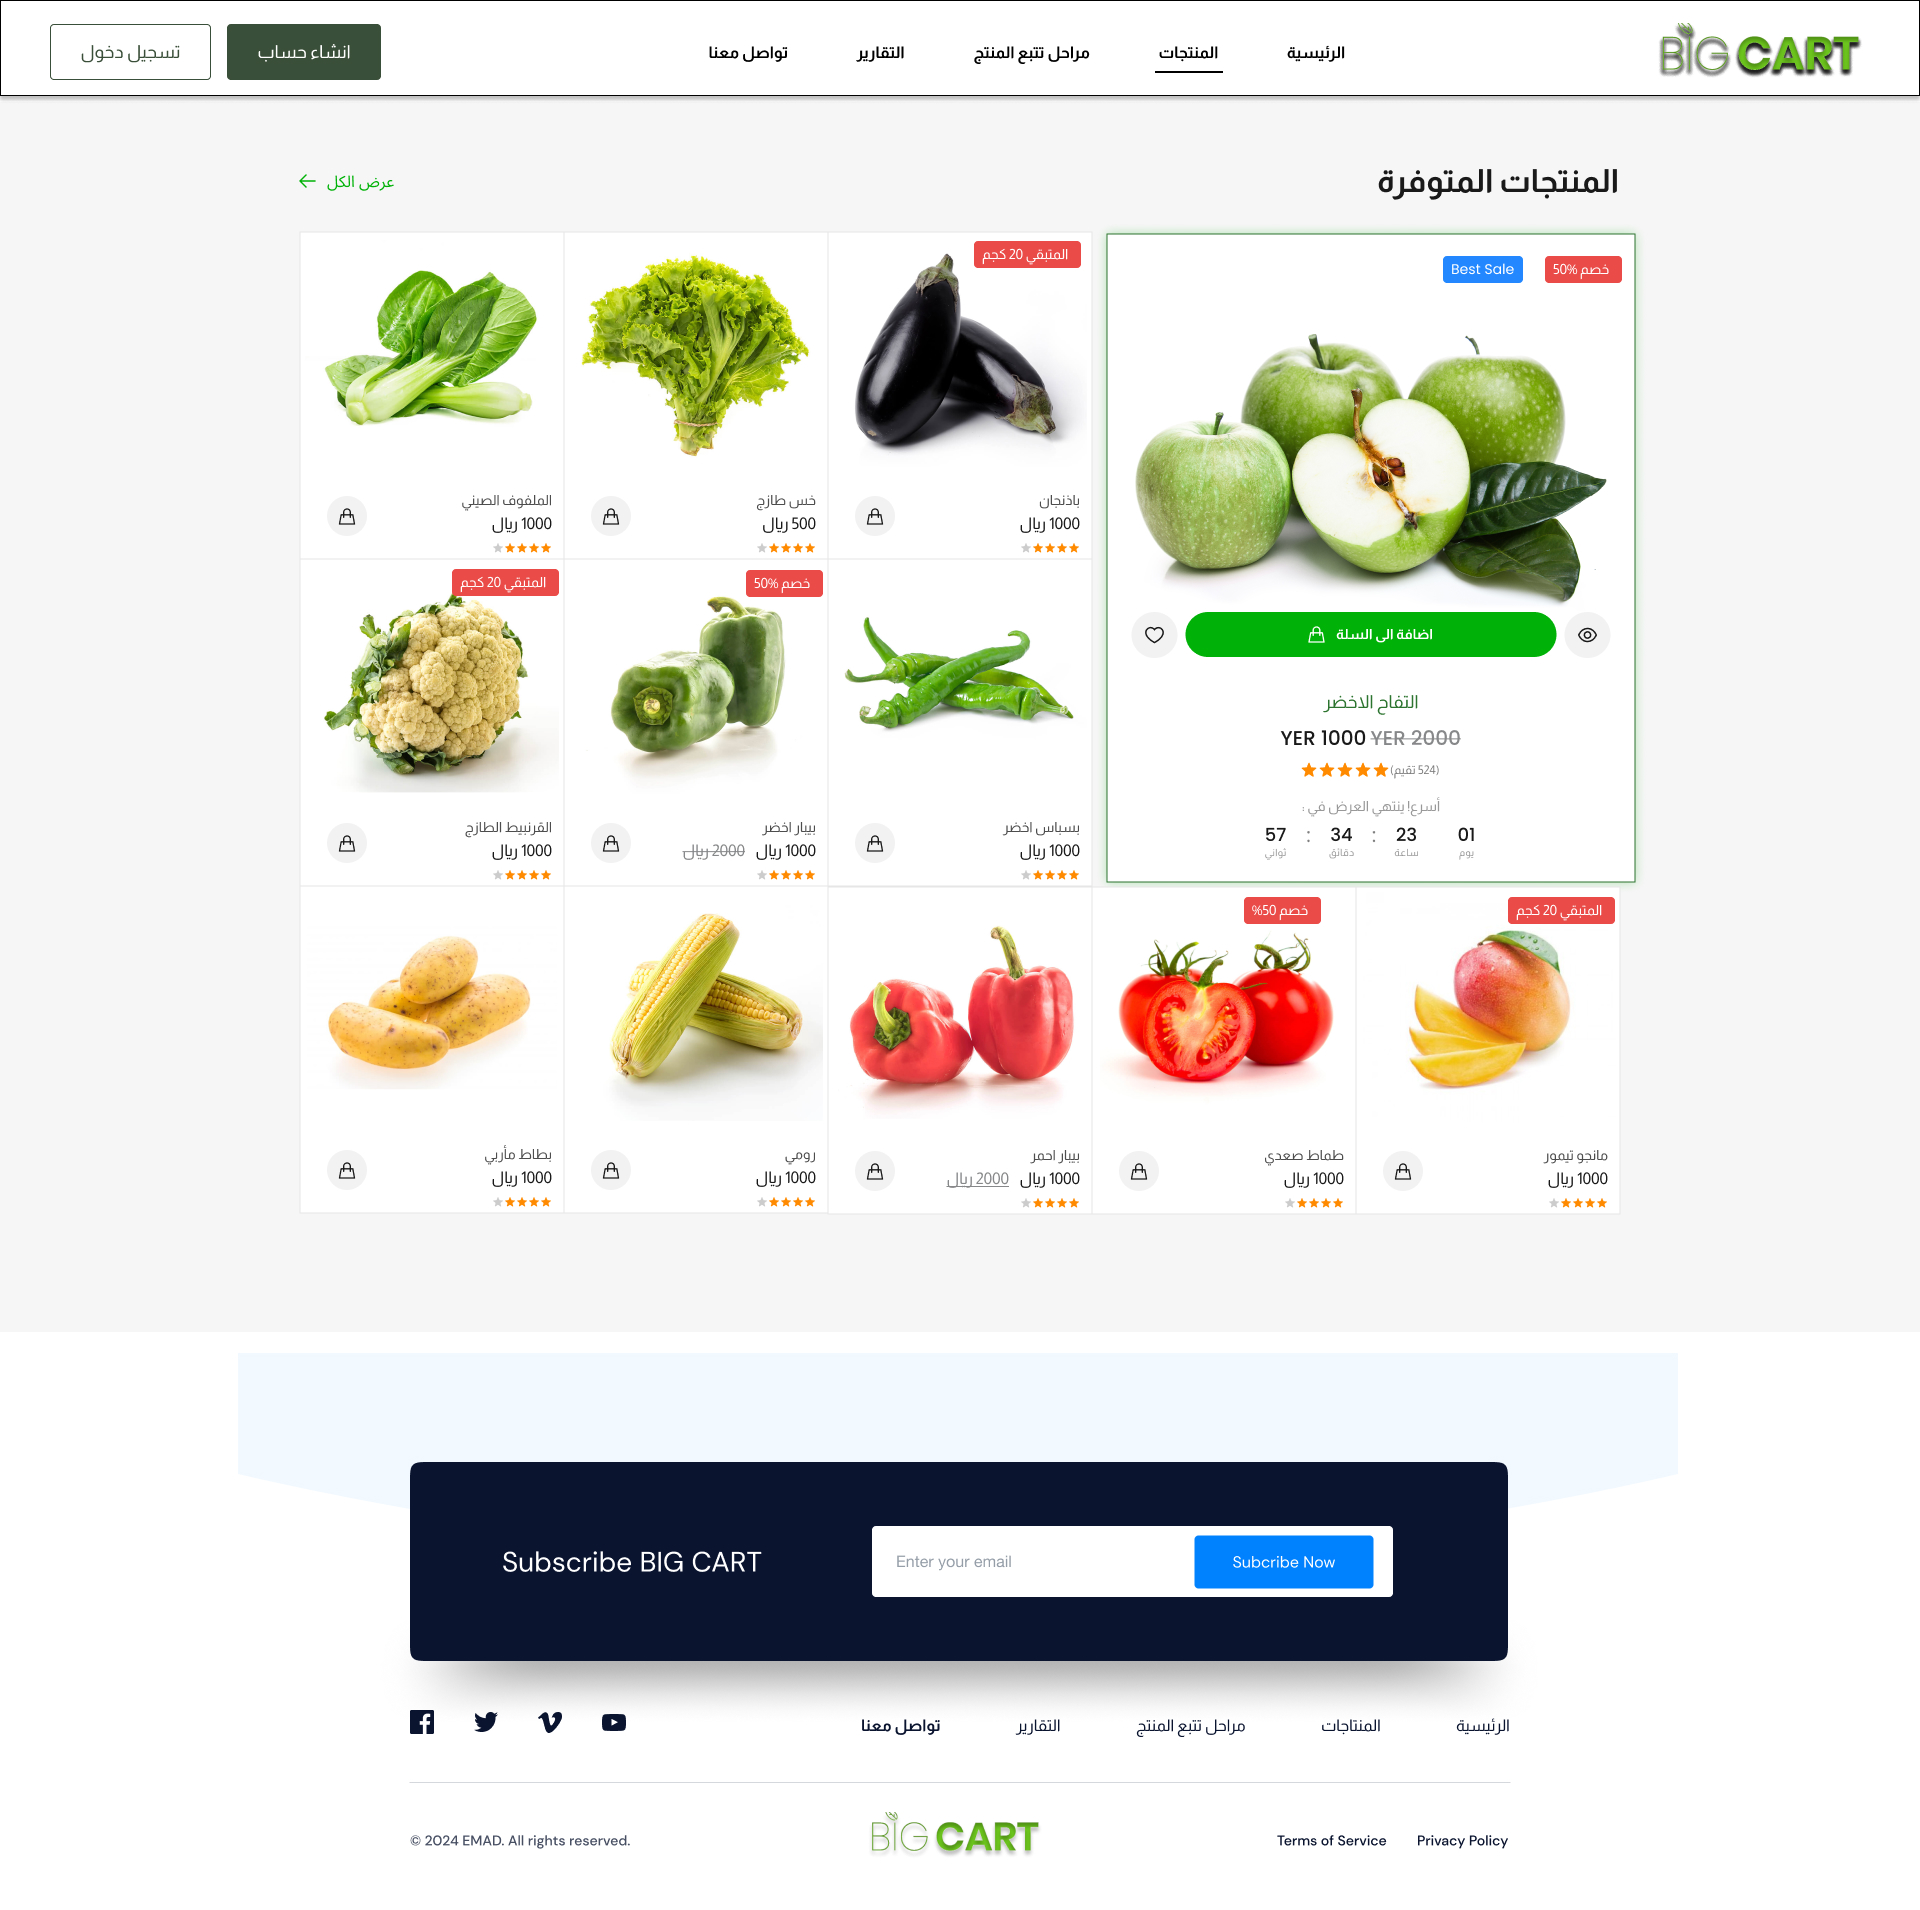 BIG CART
الرئيسية
المنتجات
مراحل تتبع المنتج
التقارير
تواصل معنا
انشاء حساب
تسجيل دخول
المنتجات المتوفرة
عرض الكل
خصم 50%
Best Sale
اضافة الى السلة
التفاح الاخضر
YER 1000 YER 2000
(524 تقيم)
أسرع! ينتهي العرض في :
01 23 : 34 : 57
يوم ساعة دقائق ثواني
المتبقي 20 كجم
باذنجان
1000 ريال
خس طازج
500 ريال
الملفوف الصيني
1000 ريال
بسباس اخضر
1000 ريال
خصم 50%
بيبار اخضر
1000 ريال 2000 ريال
المتبقي 20 كجم
القرنبيط الطازج
1000 ريال
المتبقي 20 كجم
مانجو تيمور
1000 ريال
خصم 50%
طماط صعدي
1000 ريال
بيبار احمر
1000 ريال 2000 ريال
رومي
1000 ريال
بطاط مأربي
1000 ريال
Subscribe BIG CART
Enter your email
Subcribe Now
الرئيسية
المنتاجات
مراحل تتبع المنتج
التقارير
تواصل معنا
© 2024 EMAD. All rights reserved.
BIG CART
Terms of Service
Privacy Policy